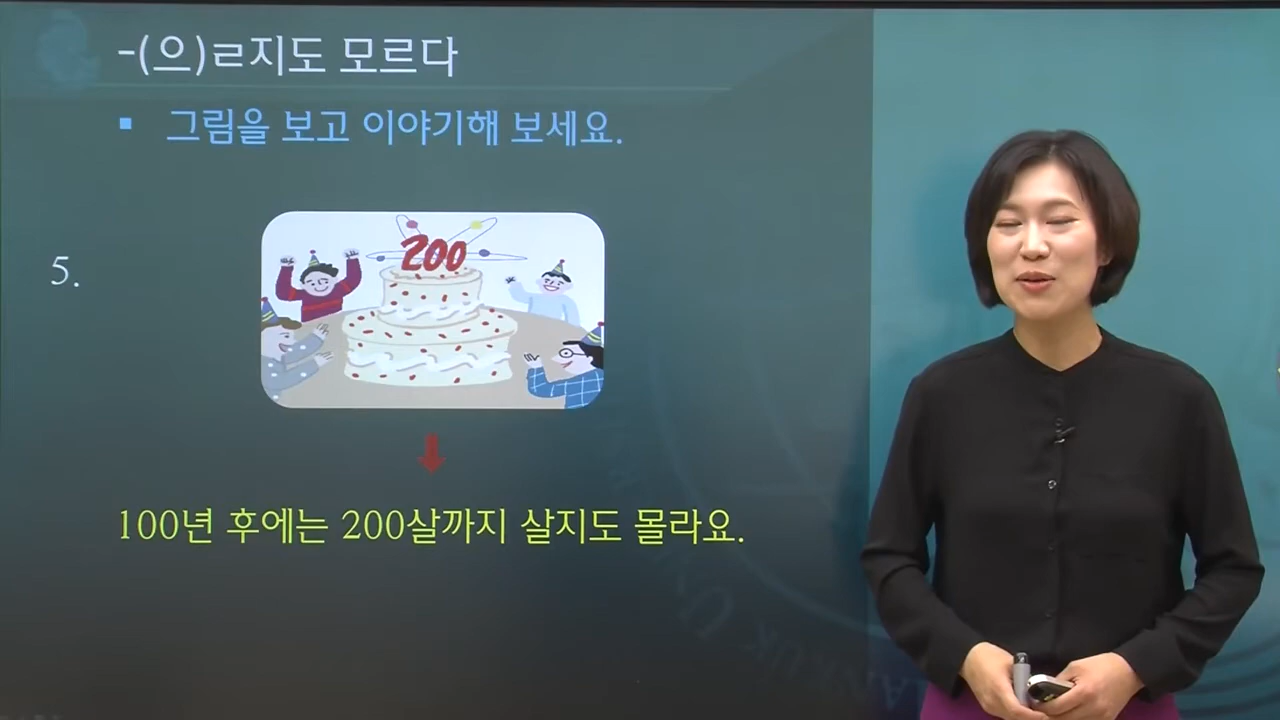 -(으)ㄹ지도 모르다
▪ 그림을 보고 이야기해 보세요.
5.
200
100년 후에는 200살까지 살지도 몰라요.